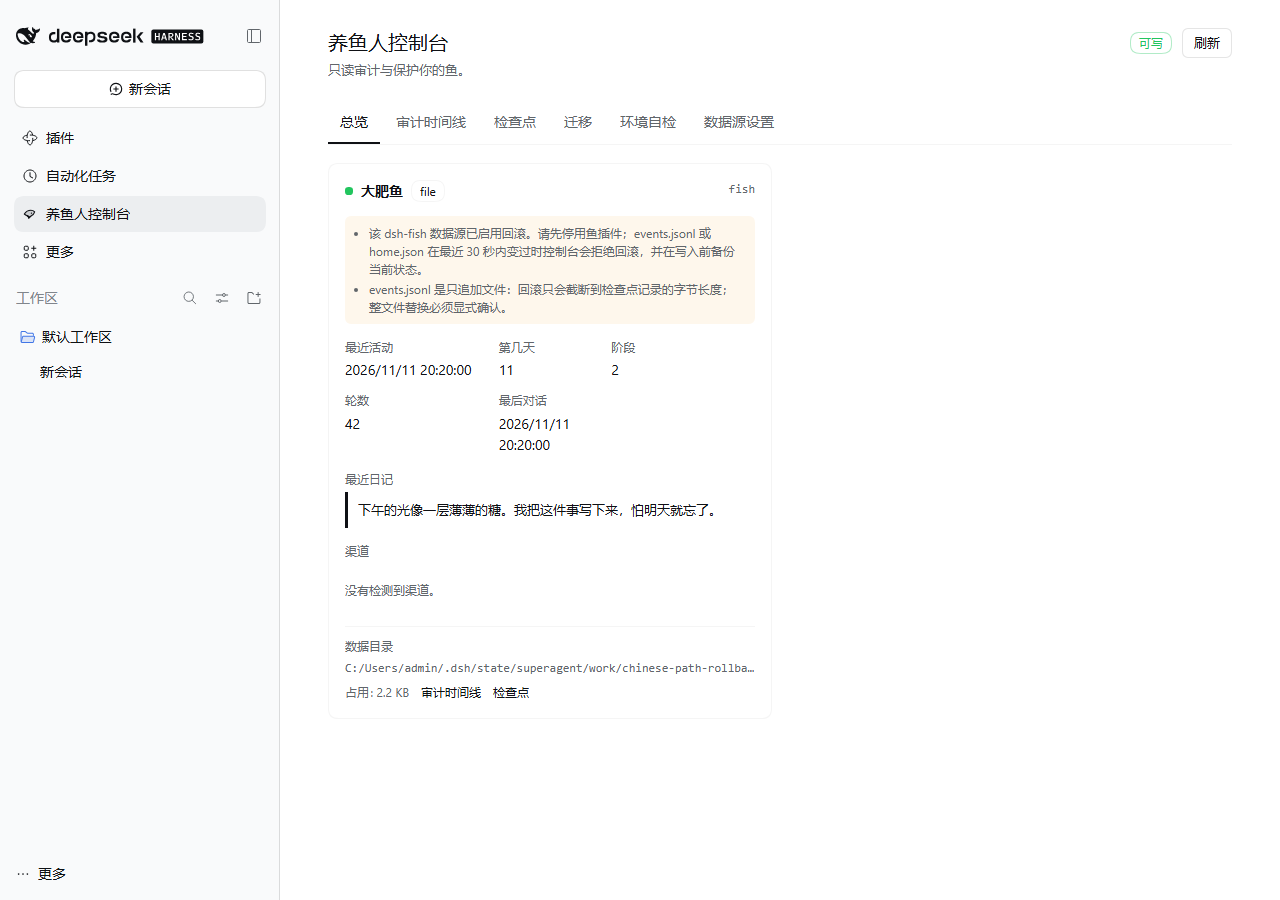 deepseek HARNESS
新会话
插件
自动化任务
养鱼人控制台
更多
工作区
默认工作区
新会话
更多
养鱼人控制台
只读审计与保护你的鱼。
可写
刷新
总览 审计时间线 检查点 迁移 环境自检 数据源设置
大肥鱼 file fish
该 dsh-fish 数据源已启用回滚。请先停用鱼插件；events.jsonl 或
home.json 在最近 30 秒内变过时控制台会拒绝回滚，并在写入前备份
当前状态。
events.jsonl 是只追加文件：回滚只会截断到检查点记录的字节长度；
整文件替换必须显式确认。
最近活动 第几天 阶段
2026/11/11 20:20:00 11 2
轮数 最后对话
42 2026/11/11
20:20:00
最近日记
下午的光像一层薄薄的糖。我把这件事写下来，怕明天就忘了。
渠道
没有检测到渠道。
数据目录
C:/Users/admin/.dsh/state/superagent/work/chinese-path-rollba…
占用: 2.2 KB 审计时间线 检查点